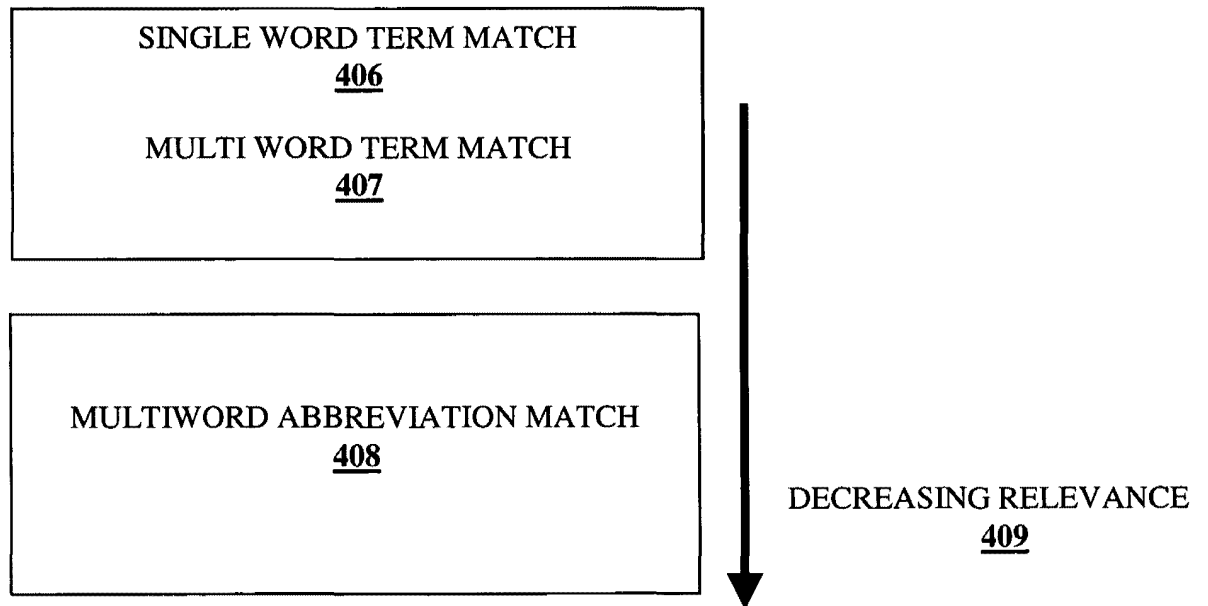 SINGLE WORD TERM MATCH
406
MULTI WORD TERM MATCH
407
MULTIWORD ABBREVIATION MATCH
408
DECREASING RELEVANCE
409